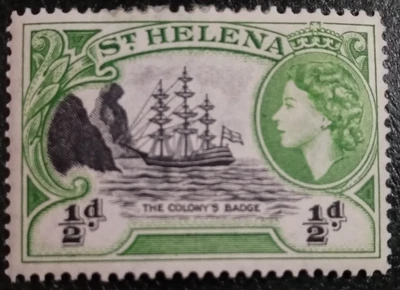 ST. HELENA
THE COLONY'S BADGE
½d ½d